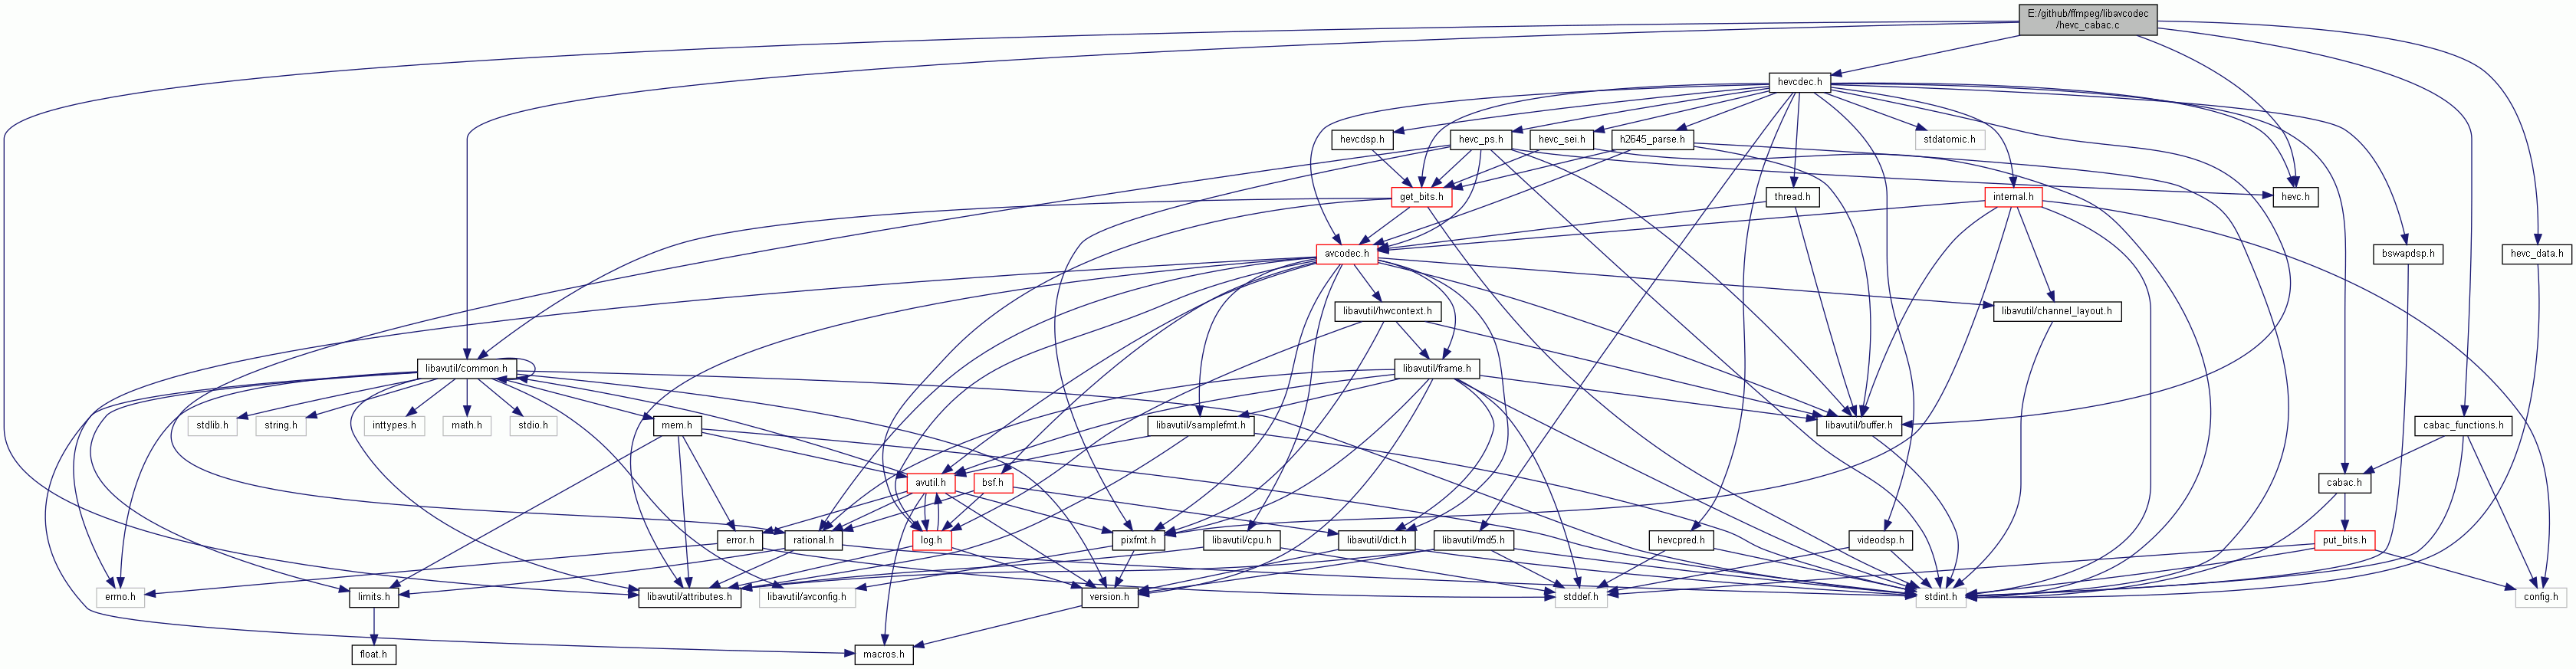 E:/github/ffmpeg/libavcodec
/hevc_cabac.c
hevcdec.h
hevcdsp.h
hevc_ps.h
hevc_sei.h
h2645_parse.h
stdatomic.h
get_bits.h
thread.h
internal.h
hevc.h
avcodec.h
bswapdsp.h
hevc_data.h
libavutil/hwcontext.h
libavutil/channel_layout.h
libavutil/common.h
libavutil/frame.h
stdlib.h
string.h
inttypes.h
math.h
stdio.h
mem.h
libavutil/samplefmt.h
libavutil/buffer.h
cabac_functions.h
avutil.h
bsf.h
cabac.h
error.h
rational.h
log.h
pixfmt.h
libavutil/cpu.h
libavutil/dict.h
libavutil/md5.h
hevcpred.h
videodsp.h
put_bits.h
errno.h
limits.h
libavutil/attributes.h
libavutil/avconfig.h
version.h
stddef.h
stdint.h
config.h
float.h
macros.h